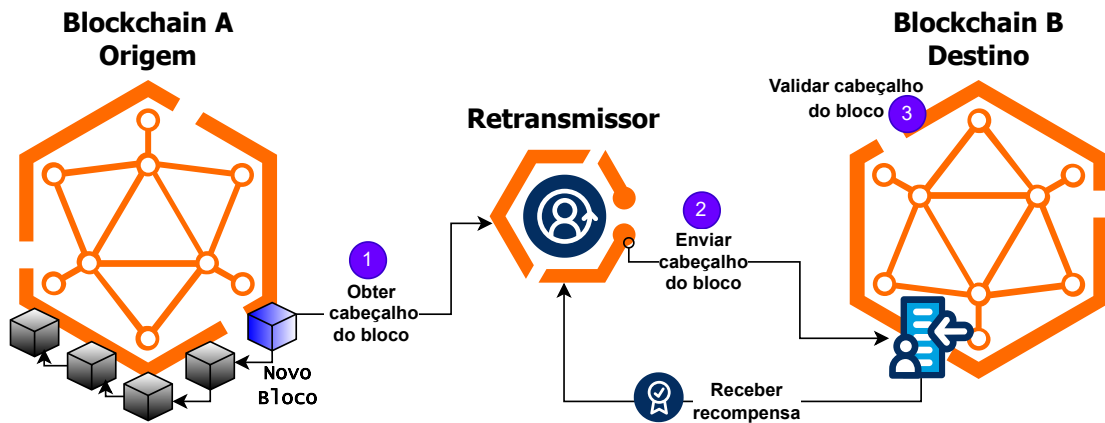 Blockchain A
Origem
Blockchain B
Destino
Retransmissor
Validar cabeçalho
do bloco
3
1
Obter
cabeçalho
do bloco
2
Enviar
cabeçalho
do bloco
Novo
Bloco
Receber
recompensa